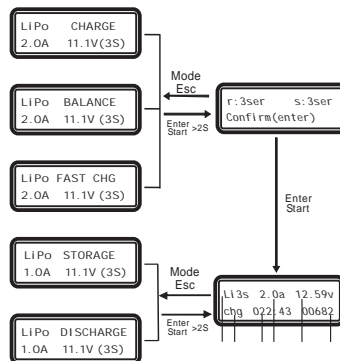 LiPo CHARGE
2.0A 11.1V(3S)
LiPo BALANCE
2.0A 11.1V (3S)
LiPo FAST CHG
2.0A 11.1V (3S)
LiPo STORAGE
1.0A 11.1V (3S)
LiPo DISCHARGE
1.0A 11.1V (3S)
Mode
Esc
Enter
Start >2S
r:3ser s:3ser
Confirm(enter)
Enter
Start
Mode
Esc
Enter
Start >2S
Li3s 2.0a 12.59v
chg 022:43 00682